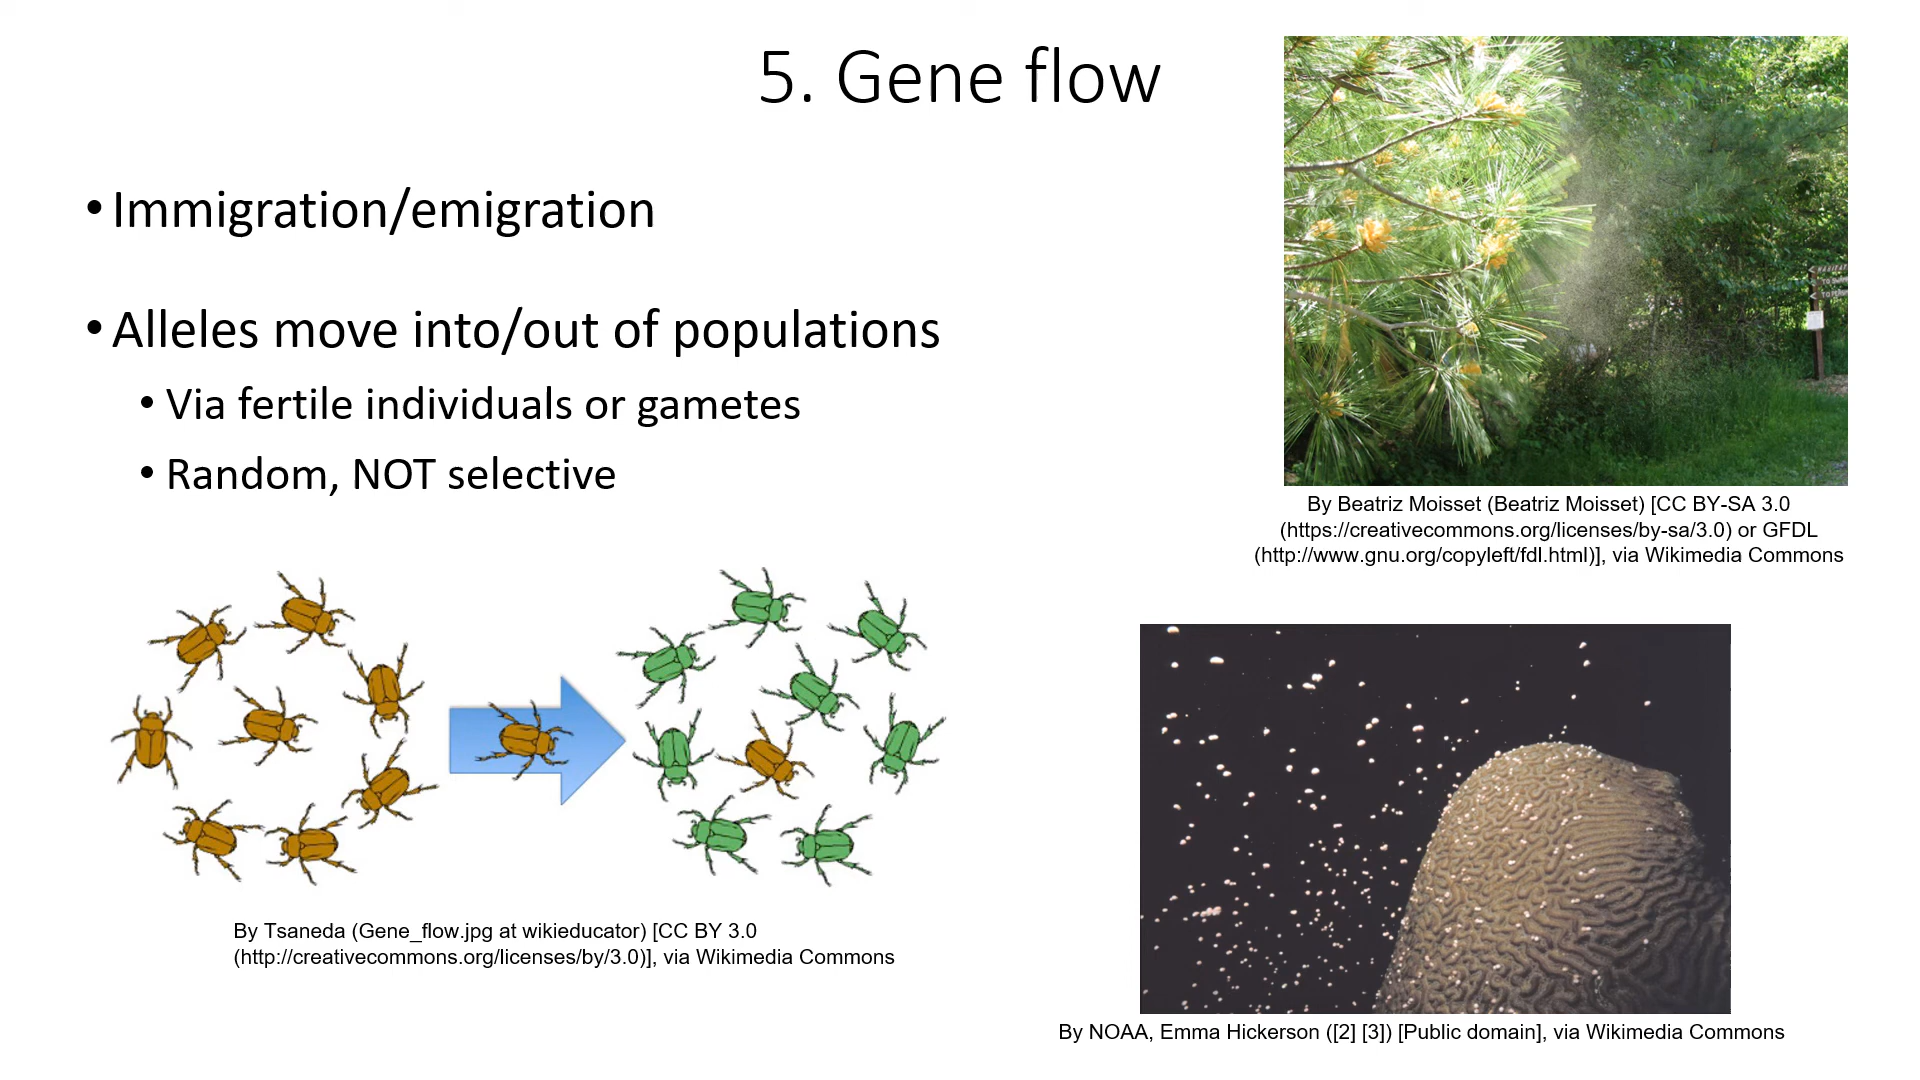 5. Gene flow
• Immigration/emigration
• Alleles move into/out of populations
• Via fertile individuals or gametes
• Random, NOT selective
By Beatriz Moisset (Beatriz Moisset) [CC BY-SA 3.0
(https://creativecommons.org/licenses/by-sa/3.0) or GFDL
(http://www.gnu.org/copyleft/fdl.html)], via Wikimedia Commons
By Tsaneda (Gene_flow.jpg at wikieducator) [CC BY 3.0
(http://creativecommons.org/licenses/by/3.0)], via Wikimedia Commons
By NOAA, Emma Hickerson ([2] [3]) [Public domain], via Wikimedia Commons